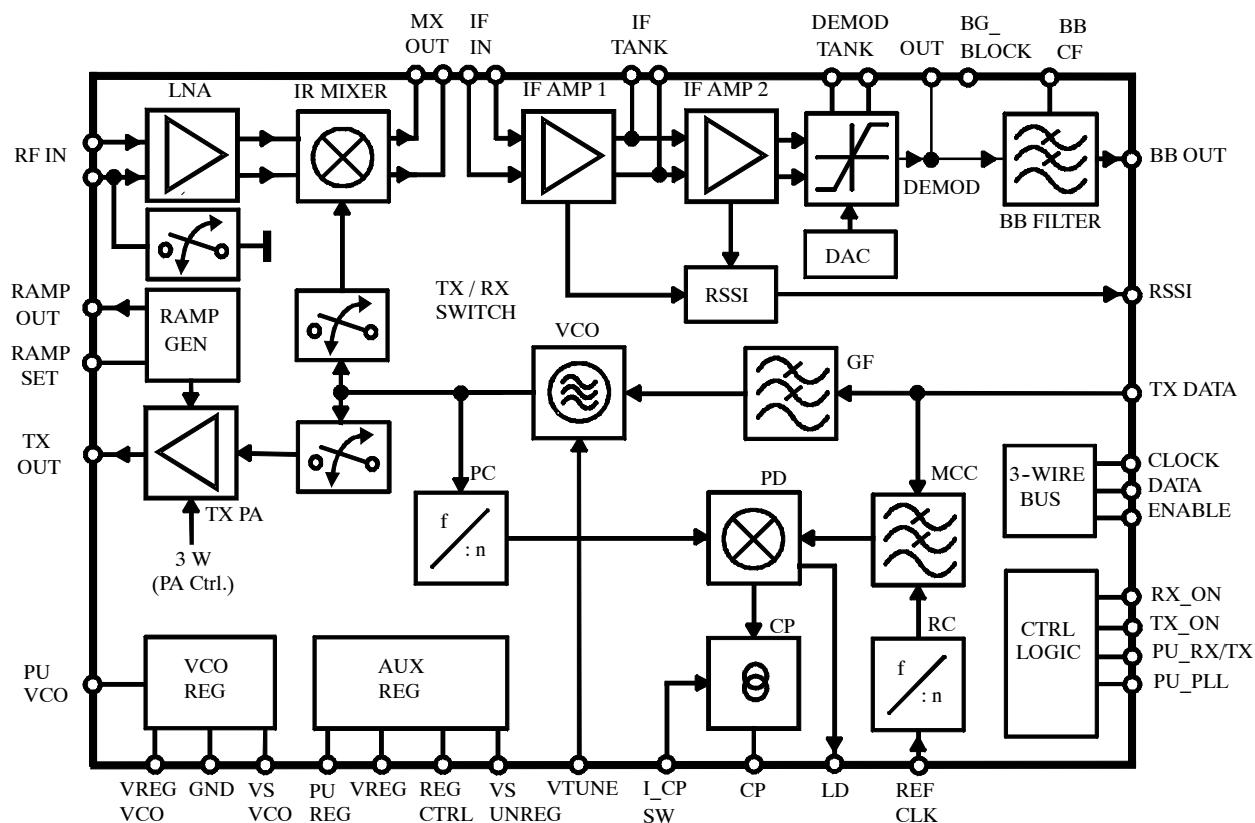 MX
OUT
IF
IN
IF
TANK
DEMOD
TANK
OUT
BG_
BLOCK
BB
CF
LNA
IR MIXER
IF AMP 1
IF AMP 2
RF IN
DEMOD
BB FILTER
BB OUT
DAC
RAMP
OUT
RAMP
GEN
TX / RX
SWITCH
RSSI
RSSI
RAMP
SET
VCO
GF
TX DATA
TX
OUT
TX PA
PC
PD
MCC
3-WIRE
BUS
CLOCK
DATA
ENABLE
f
: n
3 W
(PA Ctrl.)
CP
RC
RX_ON
CTRL
LOGIC
TX_ON
PU_RX/TX
PU_PLL
PU
VCO
VCO
REG
AUX
REG
f
: n
VREG
VCO
GND
VS
VCO
PU
REG
VREG
REG
CTRL
VS
UNREG
VTUNE
I_CP
SW
CP
LD
REF
CLK